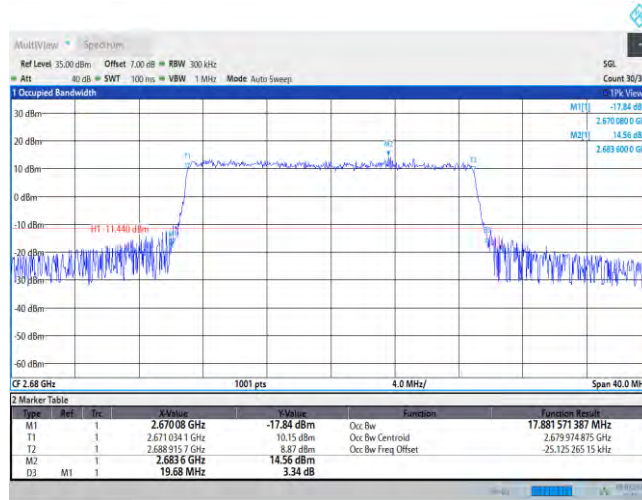 MultiView Spectrum
Ref Level 35.00 dBm Offset 7.00 dB RBW 300 kHz SGL
Att 40 dB SWT 100 ms VBW 1 MHz Mode Auto Sweep Count 30/3
1 Occupied Bandwidth 1Pk View
M1[1] -17.84 dB
2.670 080 0 G
30 dBm
M2[1] 14.56 dB
2.683 600 0 G
20 dBm
M2
T1 T2
10 dBm
0 dBm
-10 dBm
H1 -11.440 dBm
-20 dBm
-30 dBm
-40 dBm
-50 dBm
-60 dBm
CF 2.68 GHz 1001 pts 4.0 MHz/ Span 40.0 MH
2 Marker Table
Type Ref Trc X-Value Y-Value Function Function Result
M1 1 2.670 08 GHz -17.84 dBm Occ Bw 17.881 571 387 MHz
T1 1 2.671 034 1 GHz 10.15 dBm Occ Bw Centroid 2.679 974 875 GHz
T2 1 2.688 915 7 GHz 8.87 dBm Occ Bw Freq Offset -25.125 265 15 kHz
M2 1 2.683 6 GHz 14.56 dBm
D3 M1 1 19.68 MHz 3.34 dB